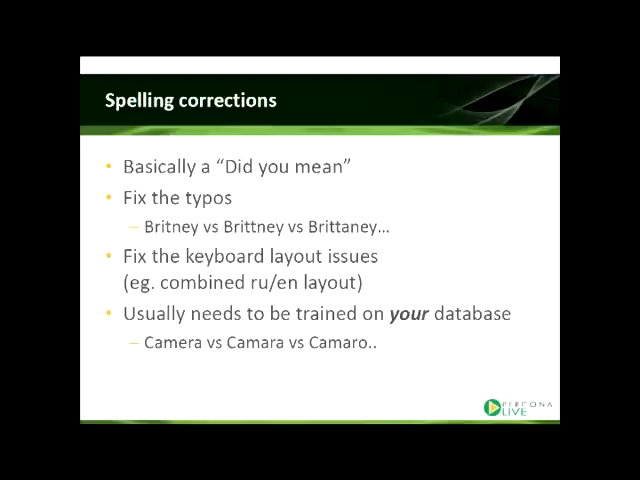 Spelling corrections
• Basically a “Did you mean”
• Fix the typos
– Britney vs Brittney vs Brittaney…
• Fix the keyboard layout issues
(eg. combined ru/en layout)
• Usually needs to be trained on your database
– Camera vs Camara vs Camaro..
PERCONA
LIVE